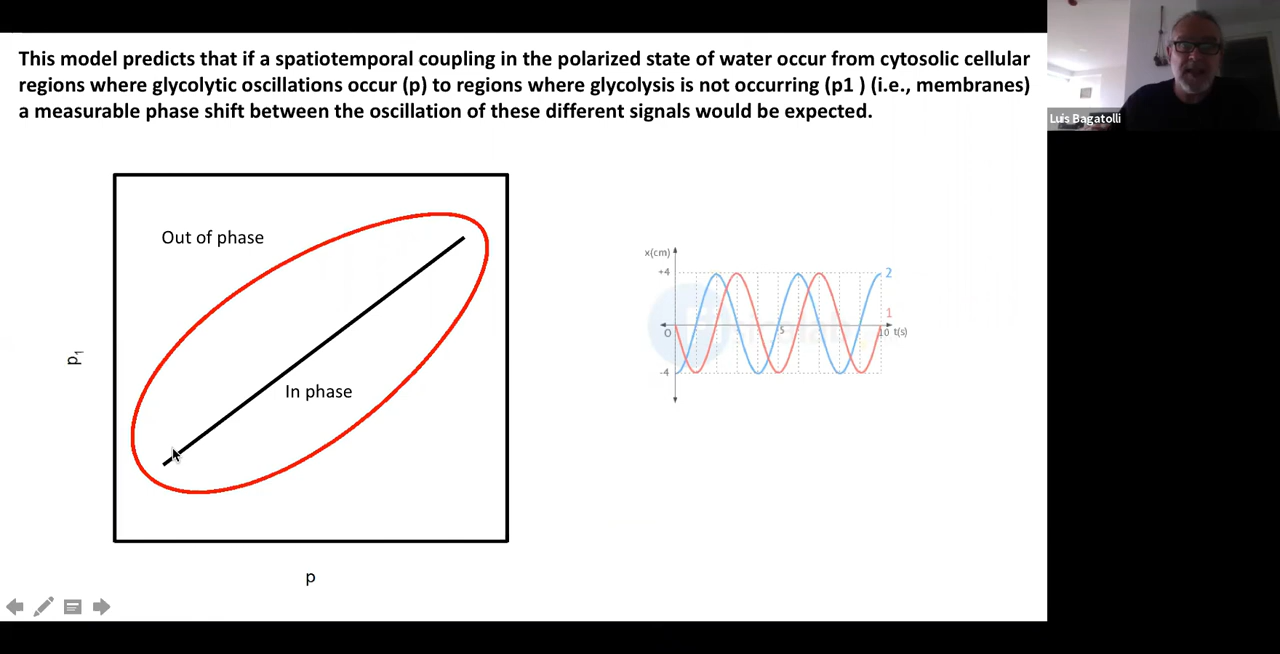 This model predicts that if a spatiotemporal coupling in the polarized state of water occur from cytosolic cellular
regions where glycolytic oscillations occur (p) to regions where glycolysis is not occurring (p1 ) (i.e., membranes)
a measurable phase shift between the oscillation of these different signals would be expected.
Luis Bagatolli
Out of phase
In phase
p1
p
x(cm)
+4
2
1
O
5
10 t(s)
-4